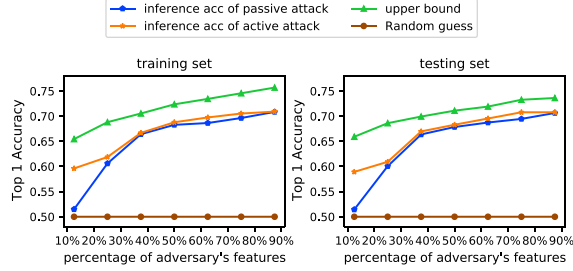 inference acc of passive attack
inference acc of active attack
upper bound
Random guess
training set
Top 1 Accuracy
0.75
0.70
0.65
0.60
0.55
0.50
10% 20% 30% 40% 50% 60% 70% 80% 90%
percentage of adversary's features
testing set
Top 1 Accuracy
0.75
0.70
0.65
0.60
0.55
0.50
10% 20% 30% 40% 50% 60% 70% 80% 90%
percentage of adversary's features